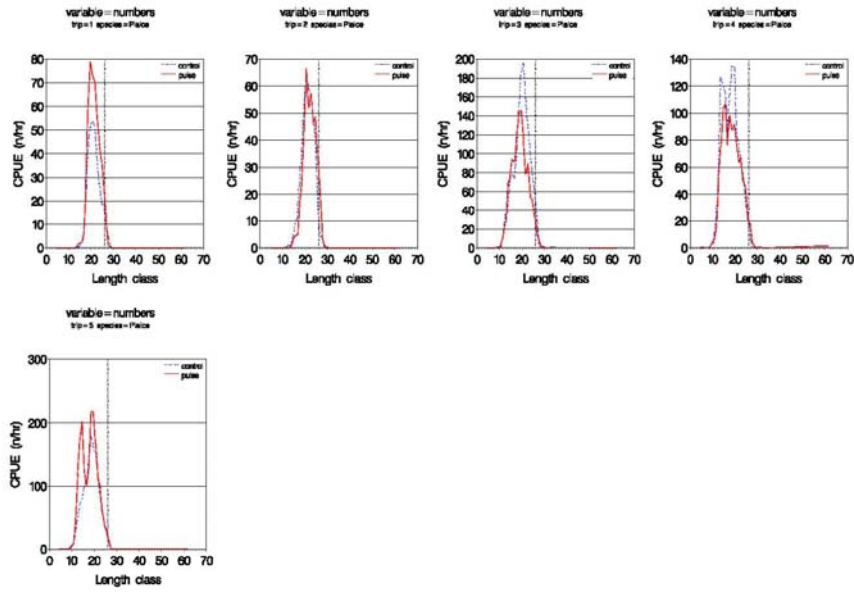 variable=numbers
trip=1 species=Plaice
80
70
60
50
40
30
20
10
0
CPUE (n/hr)
control
pulse
0 10 20 30 40 50 60 70
Length class
variable=numbers
trip=2 species=Plaice
70
60
50
40
30
20
10
0
CPUE (n/hr)
control
pulse
0 10 20 30 40 50 60 70
Length class
variable=numbers
trip=3 species=Plaice
200
180
160
140
120
100
80
60
40
20
0
CPUE (n/hr)
control
pulse
0 10 20 30 40 50 60 70
Length class
variable=numbers
trip=4 species=Plaice
140
120
100
80
60
40
20
0
CPUE (n/hr)
control
pulse
0 10 20 30 40 50 60 70
Length class
variable=numbers
trip=5 species=Plaice
300
200
100
0
CPUE (n/hr)
control
pulse
0 10 20 30 40 50 60 70
Length class